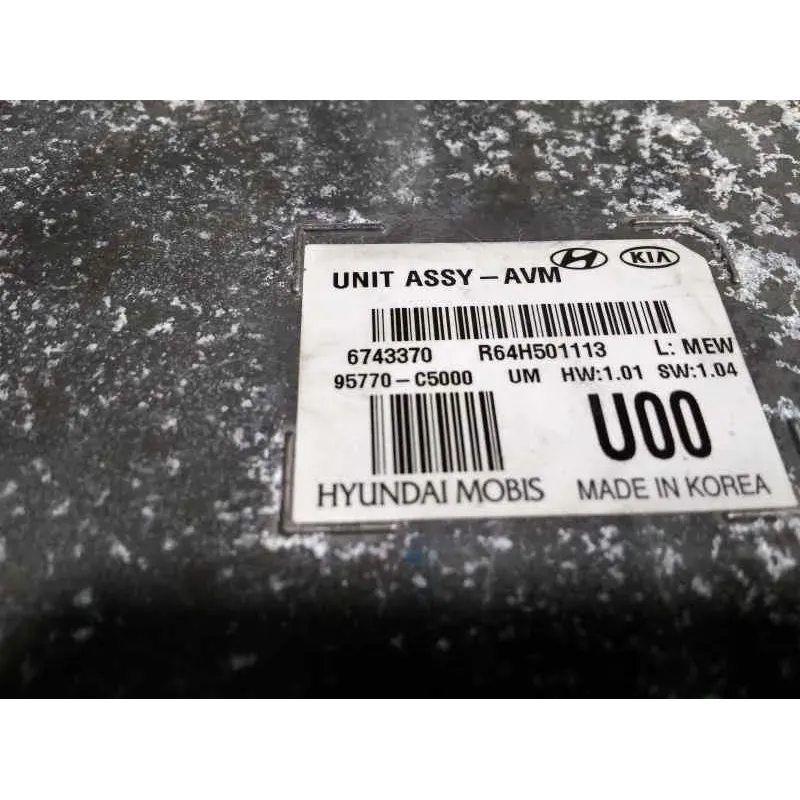 UNIT ASSY-AVM H KIA
6743370 R64H501113 L: MEW
95770-C5000 UM HW:1.01 SW:1.04
U00
HYUNDAI MOBIS MADE IN KOREA